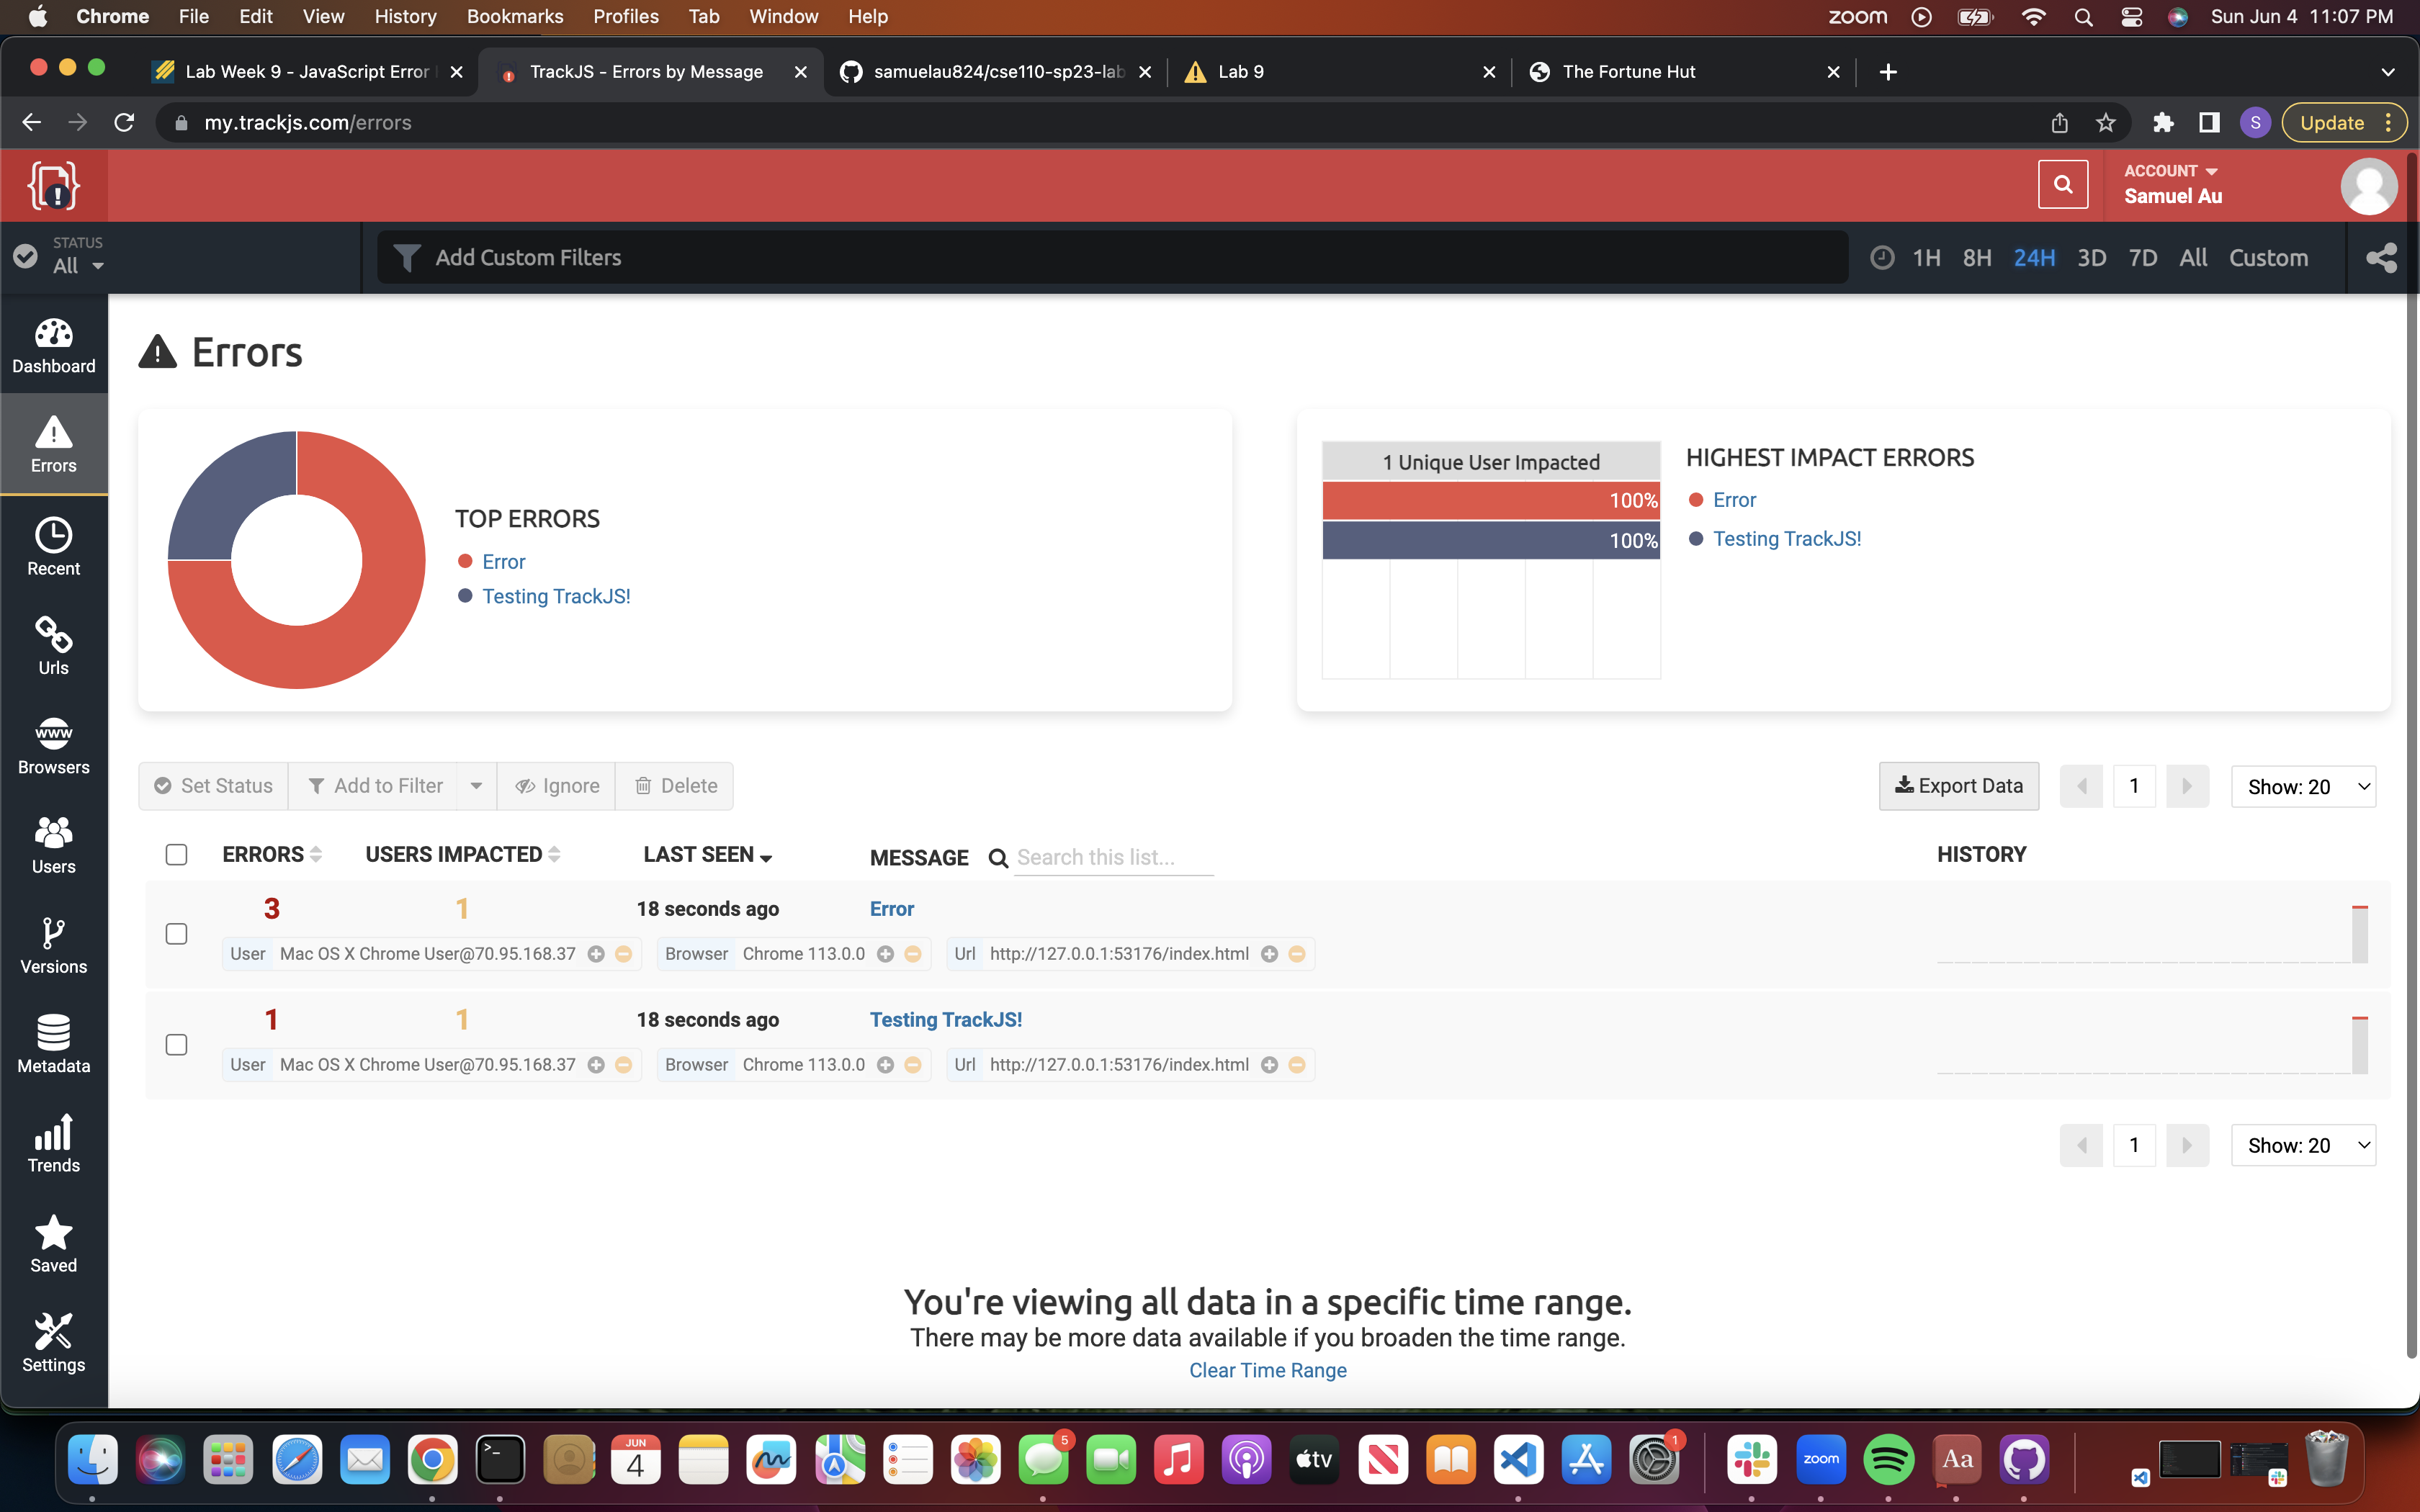 Chrome File Edit View History Bookmarks Profiles Tab Window Help zoom Sun Jun 4 11:07 PM
Lab Week 9 - JavaScript Error TrackJS - Errors by Message samuelau824/cse110-sp23-lab Lab 9 The Fortune Hut
my.trackjs.com/errors S Update
ACCOUNT
Samuel Au
STATUS
All Add Custom Filters 1H 8H 24H 3D 7D All Custom
Dashboard
Errors
Recent
Urls
www
Browsers
Users
Versions
Metadata
Trends
Saved
Settings
Errors
TOP ERRORS
Error
Testing TrackJS!
1 Unique User Impacted
100%
100%
HIGHEST IMPACT ERRORS
Error
Testing TrackJS!
Set Status Add to Filter Ignore Delete Export Data 1 Show: 20
ERRORS USERS IMPACTED LAST SEEN MESSAGE Search this list... HISTORY
3 1 18 seconds ago Error
User Mac OS X Chrome User@70.95.168.37 Browser Chrome 113.0.0 Url http://127.0.0.1:53176/index.html
1 1 18 seconds ago Testing TrackJS!
User Mac OS X Chrome User@70.95.168.37 Browser Chrome 113.0.0 Url http://127.0.0.1:53176/index.html
1 Show: 20
You're viewing all data in a specific time range.
There may be more data available if you broaden the time range.
Clear Time Range
JUN
4
5
tv
1
zoom
Aa